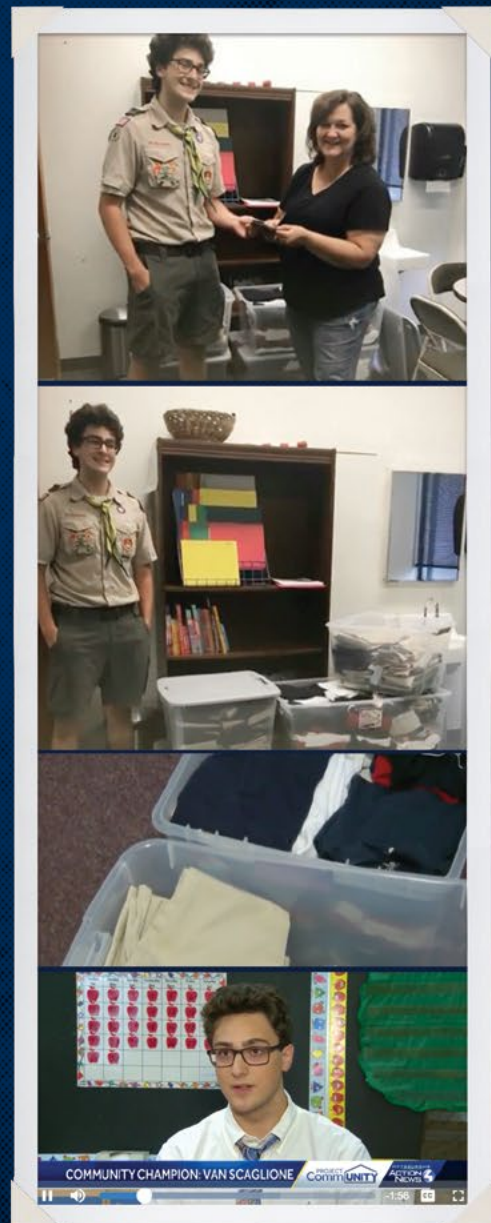 COMMUNITY CHAMPION: VAN SCAGLIONE
PROJECT
CommUNITY
PITTSBURGH'S
ACTION
NEWS 4
-1:56
CC